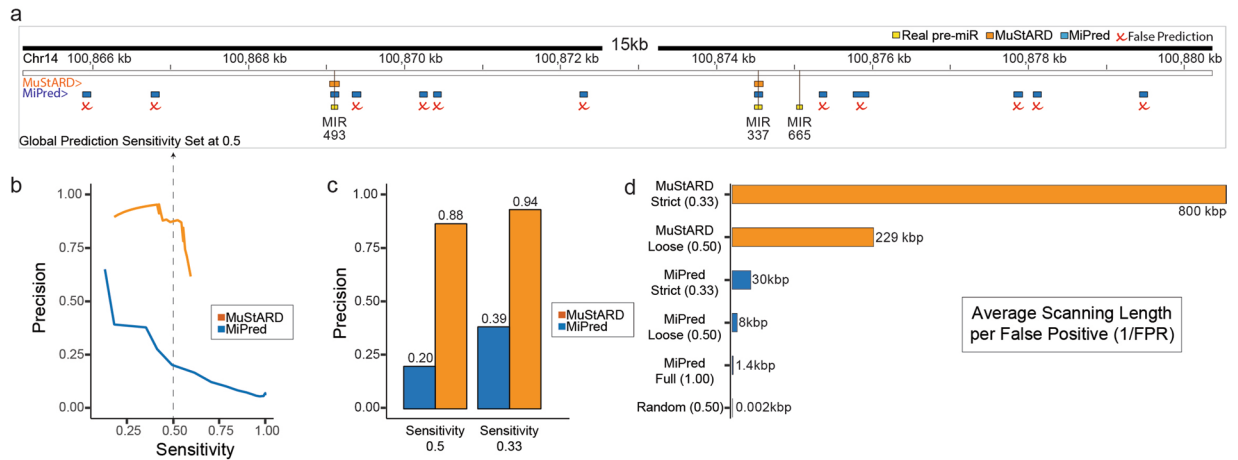 a
15kb
Real pre-miR MuStARD MiPred False Prediction
Chr14 100,866 kb 100,868 kb 100,870 kb 100,872 kb 100,874 kb 100,876 kb 100,878 kb 100,880 kb
MuStARD>
MiPred>
MIR
493
MIR
337
MIR
665
Global Prediction Sensitivity Set at 0.5
b
1.00
0.75
0.50
0.25
0.00
Precision
0.25 0.50 0.75 1.00
Sensitivity
MuStARD
MiPred
c
1.00
0.75
0.50
0.25
0.00
Precision
0.20
0.88
0.39
0.94
Sensitivity
0.5
Sensitivity
0.33
MuStARD
MiPred
d
MuStARD
Strict (0.33)
800 kbp
MuStARD
Loose (0.50)
229 kbp
MiPred
Strict (0.33)
30kbp
MiPred
Loose (0.50)
8kbp
MiPred
Full (1.00)
1.4kbp
Random (0.50)
0.002kbp
Average Scanning Length
per False Positive (1/FPR)